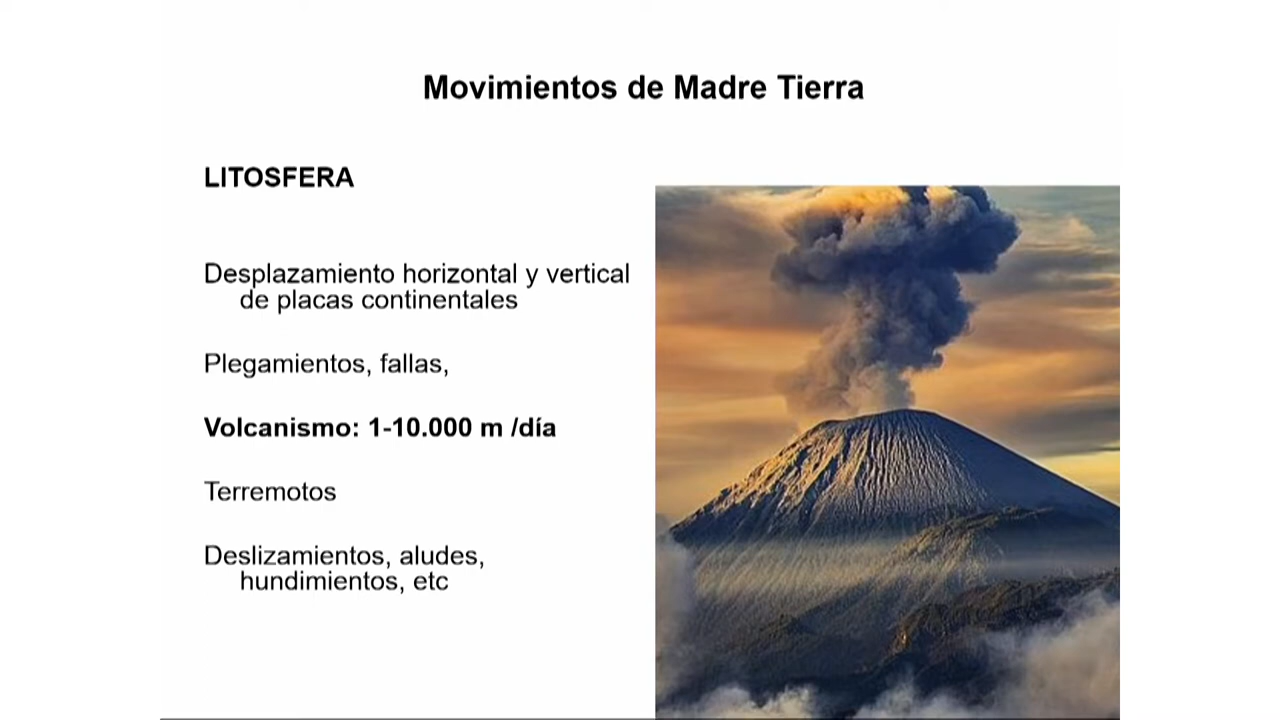 Movimientos de Madre Tierra
LITOSFERA
Desplazamiento horizontal y vertical
de placas continentales
Plegamientos, fallas,
Volcanismo: 1-10.000 m /día
Terremotos
Deslizamientos, aludes,
hundimientos, etc